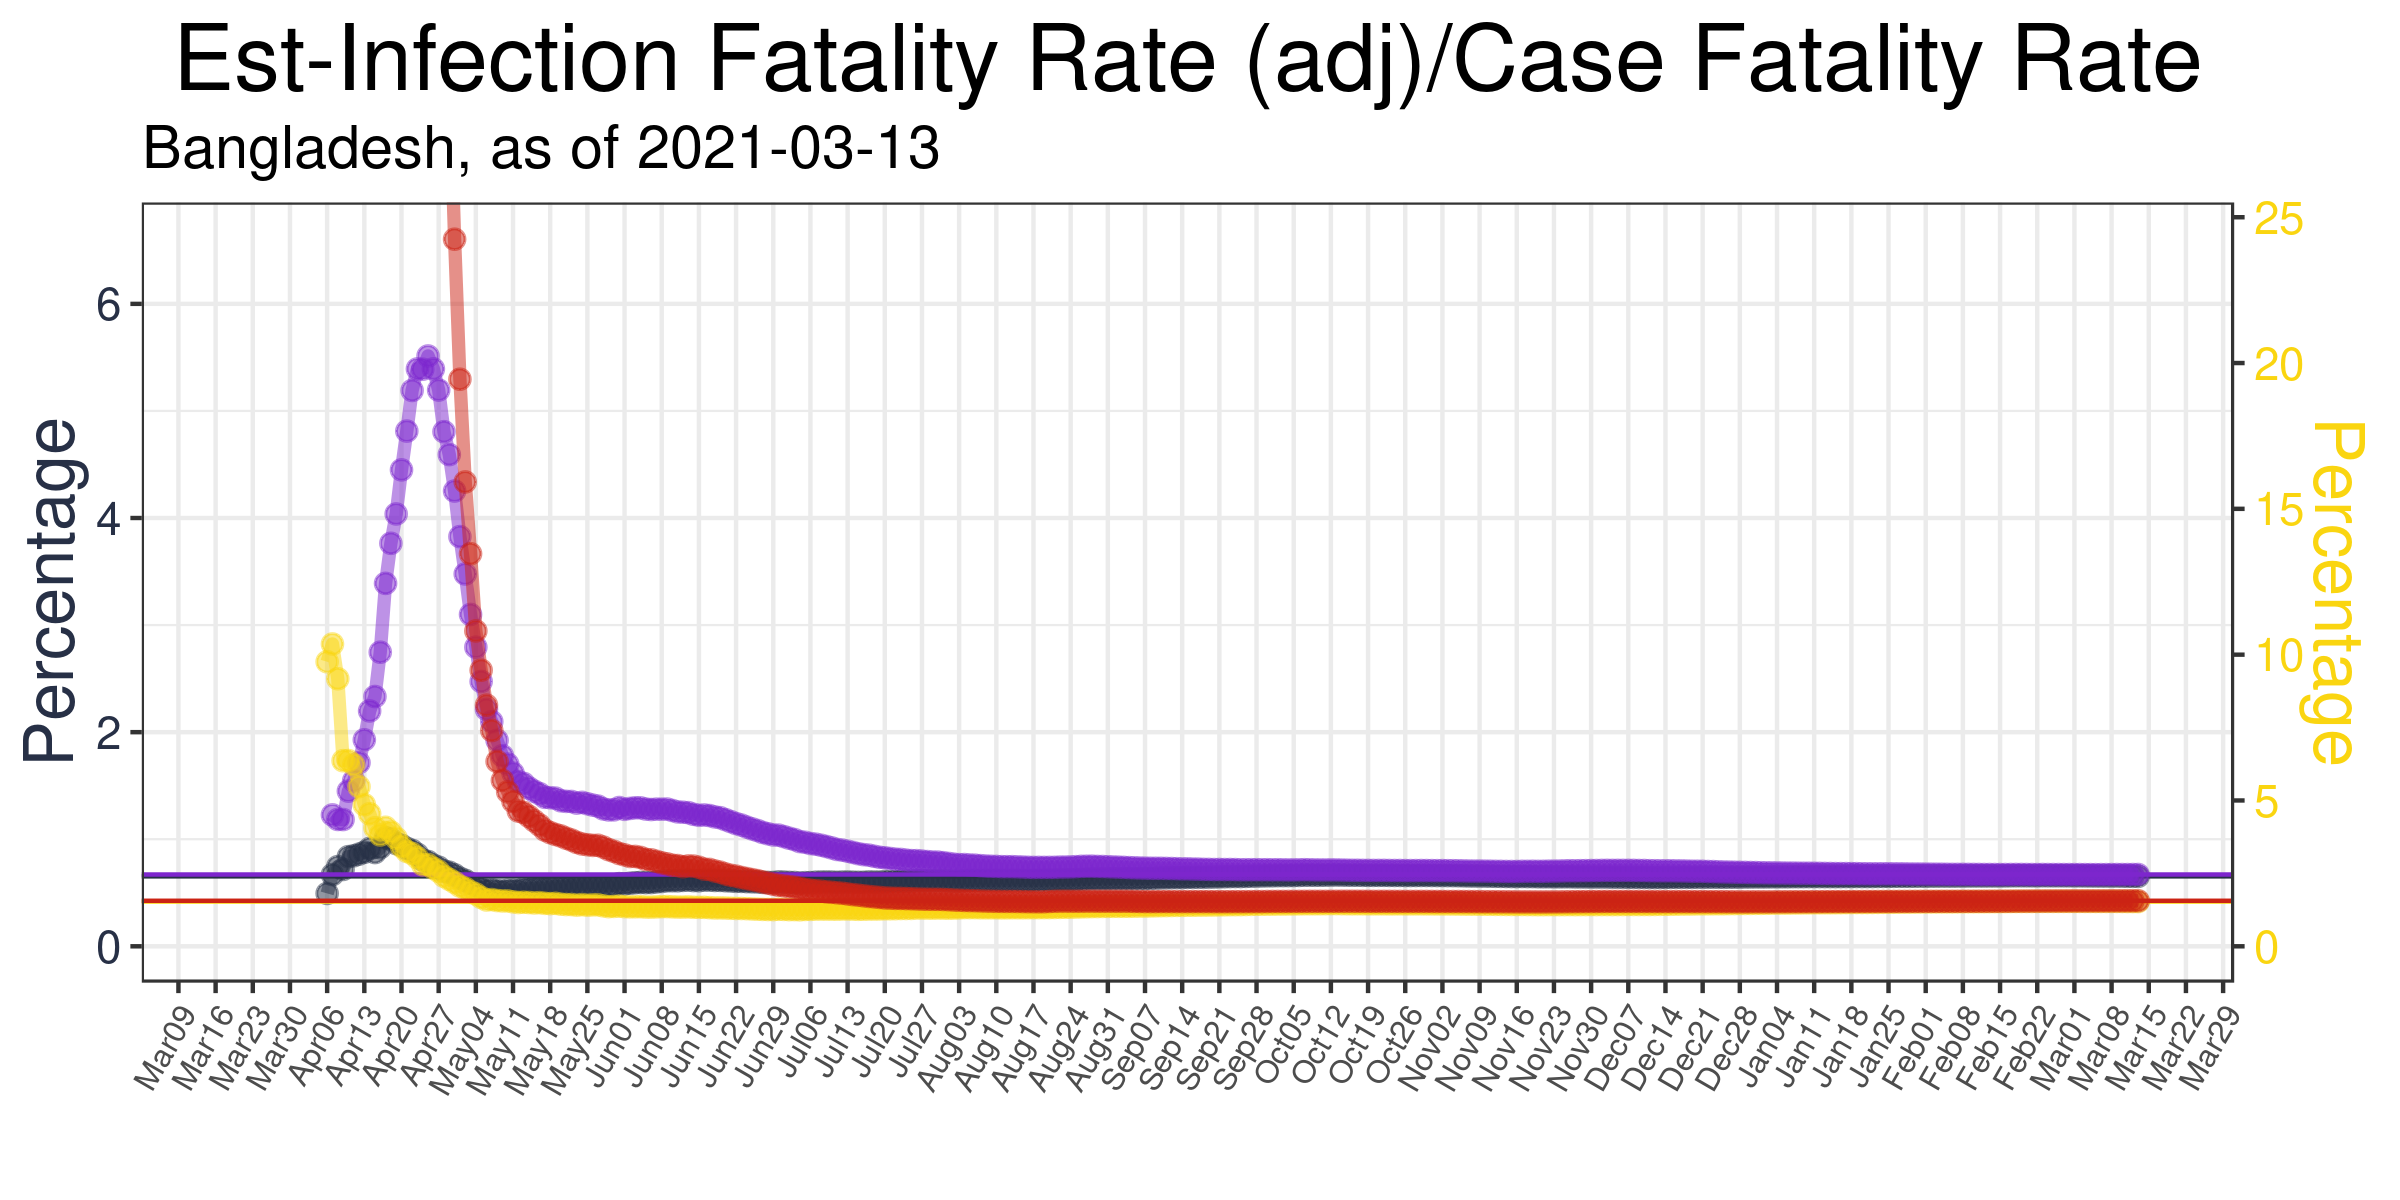 Est-Infection Fatality Rate (adj)/Case Fatality Rate
Bangladesh, as of 2021-03-13
Percentage
6
4
2
0
25
20
15
10
5
0
Percentage
Mar09 Mar16 Mar23 Mar30 Apr06 Apr13 Apr20 Apr27 May04 May11 May18 May25 Jun01 Jun08 Jun15 Jun22 Jun29 Jul06 Jul13 Jul20 Jul27 Aug03 Aug10 Aug17 Aug24 Aug31 Sep07 Sep14 Sep21 Sep28 Oct05 Oct12 Oct19 Oct26 Nov02 Nov09 Nov16 Nov23 Nov30 Dec07 Dec14 Dec21 Dec28 Dec04 Jan11 Jan18 Jan18 Jan25 Feb01 Feb08 Feb15 Feb22 Mar01 Mar08 Mar15 Mar22 Mar29